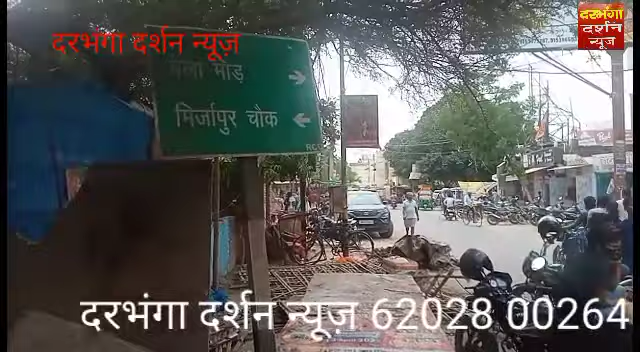 दरभंगा दर्शन न्यूज़
दरभंगा
दर्शन
न्यूज़
मोड़
मिर्जापुर चौक
दरभंगा दर्शन न्यूज़ 62028 00264